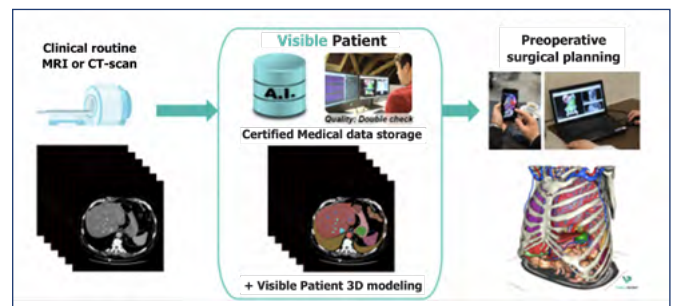 Clinical routine
MRI or CT-scan
Visible Patient
A.I.
Quality: Double check
Certified Medical data storage
+ Visible Patient 3D modeling
Preoperative
surgical planning